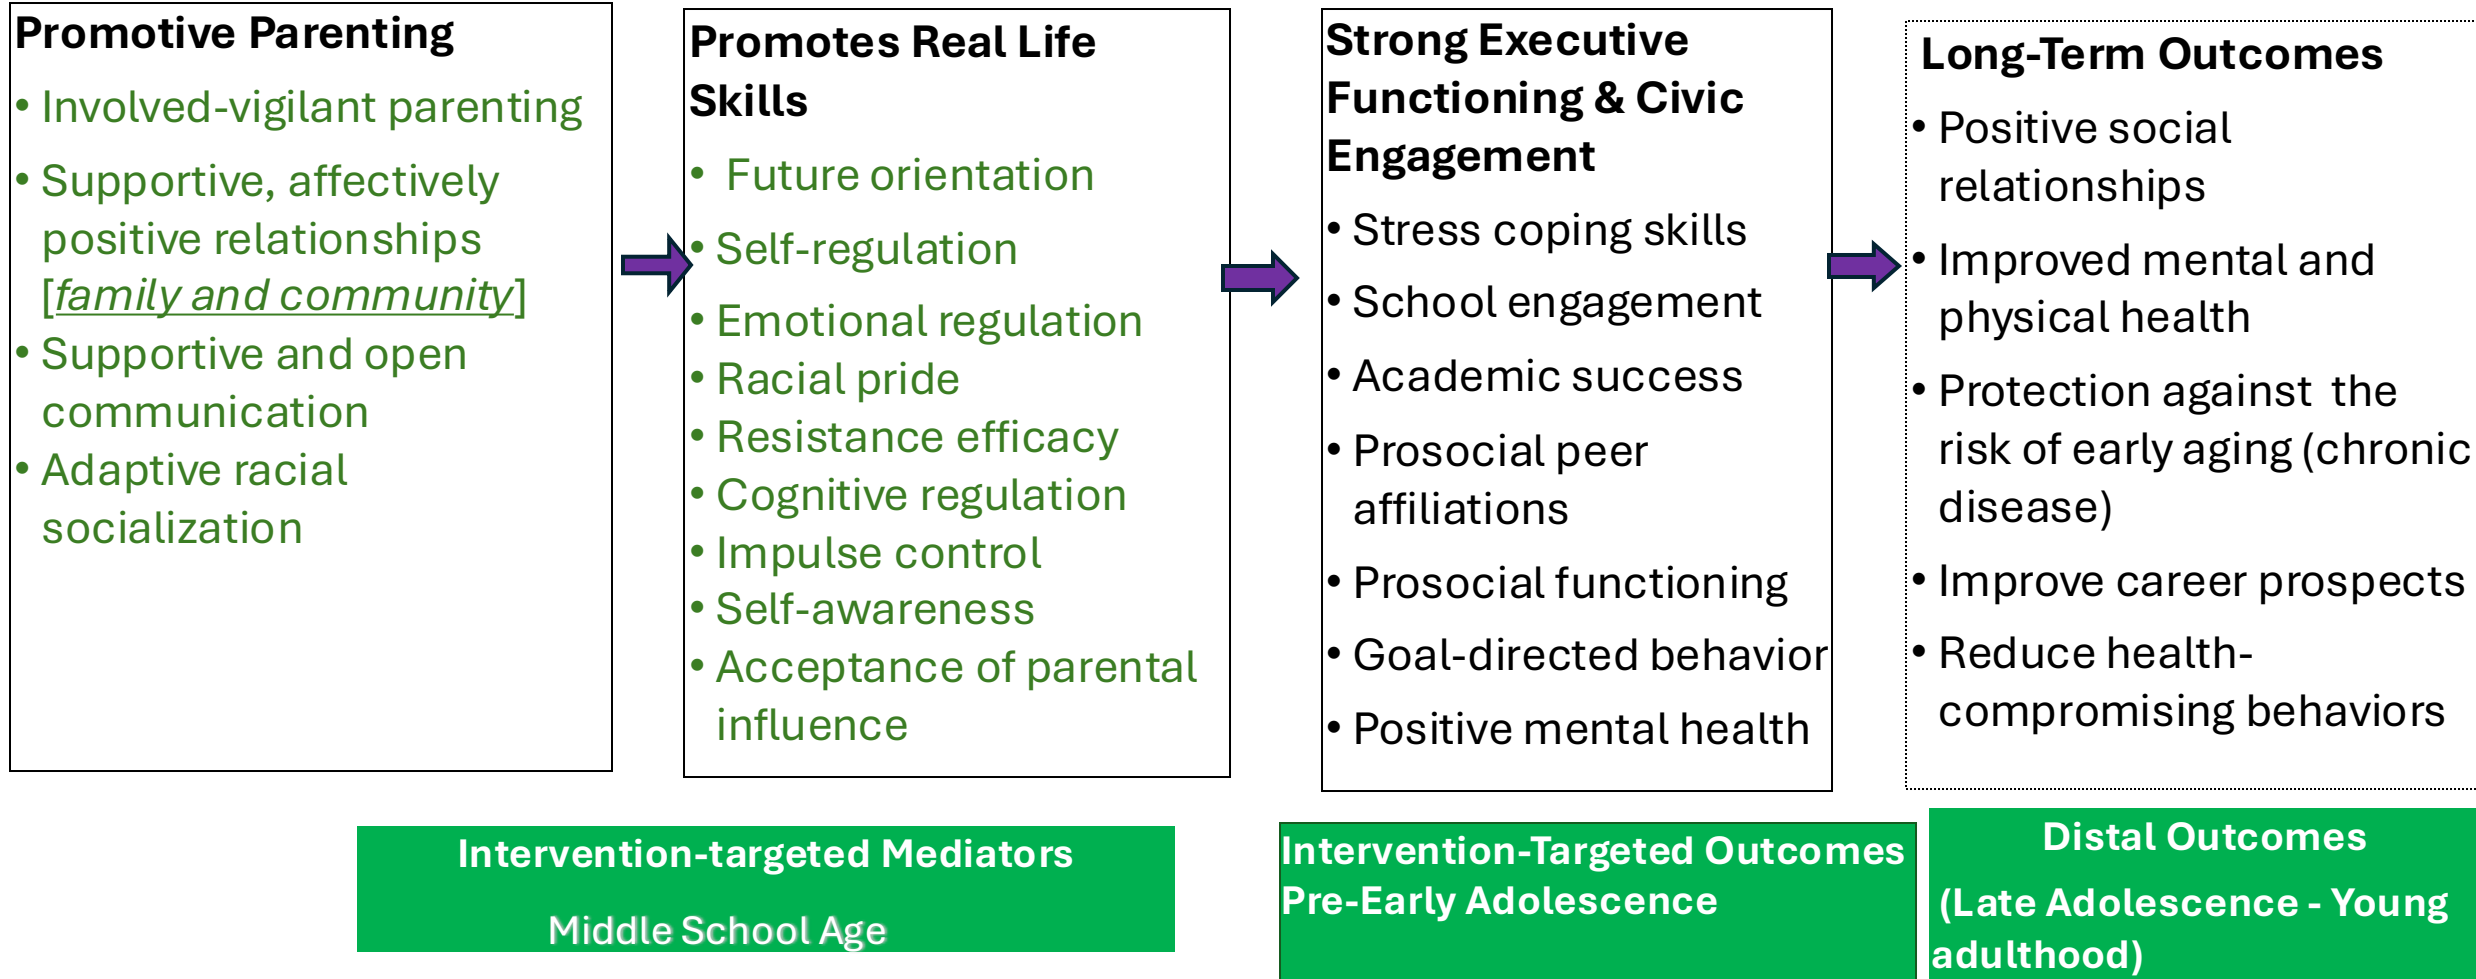 Promotive Parenting
• Involved-vigilant parenting
• Supportive, affectively
positive relationships
[family and community]
• Supportive and open
communication
• Adaptive racial
socialization
Promotes Real Life
Skills
• Future orientation
• Self-regulation
• Emotional regulation
• Racial pride
• Resistance efficacy
• Cognitive regulation
• Impulse control
• Self-awareness
• Acceptance of parental
influence
Strong Executive
Functioning & Civic
Engagement
• Stress coping skills
• School engagement
• Academic success
• Prosocial peer
affiliations
• Prosocial functioning
• Goal-directed behavior
• Positive mental health
Long-Term Outcomes
• Positive social
relationships
• Improved mental and
physical health
• Protection against the
risk of early aging (chronic
disease)
• Improve career prospects
• Reduce health-
compromising behaviors
Intervention-targeted Mediators
Middle School Age
Intervention-Targeted Outcomes
Pre-Early Adolescence
Distal Outcomes
(Late Adolescence - Young
adulthood)